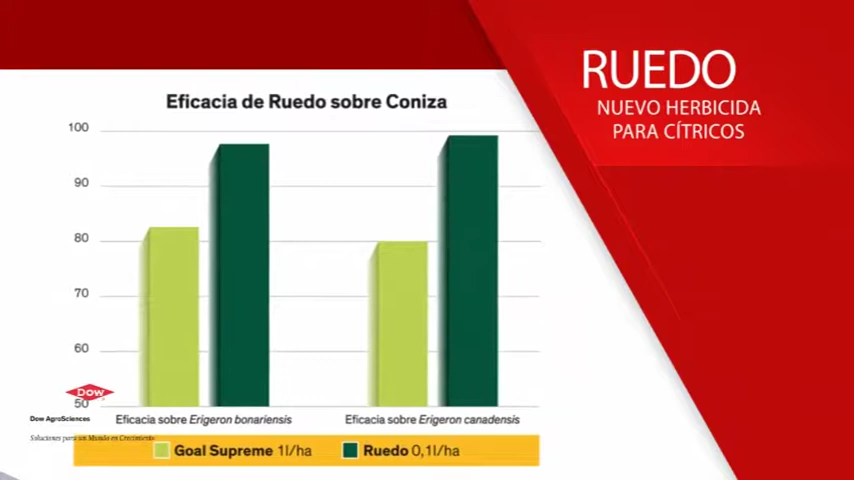 RUEDO
NUEVO HERBICIDA
PARA CÍTRICOS
Eficacia de Ruedo sobre Coniza
100
90
80
70
60
50
Eficacia sobre Erigeron bonariensis
Eficacia sobre Erigeron canadensis
Goal Supreme 1l/ha
Ruedo 0,1l/ha
Dow
Dow AgroSciences
Soluciones para un Mundo en Crecimiento